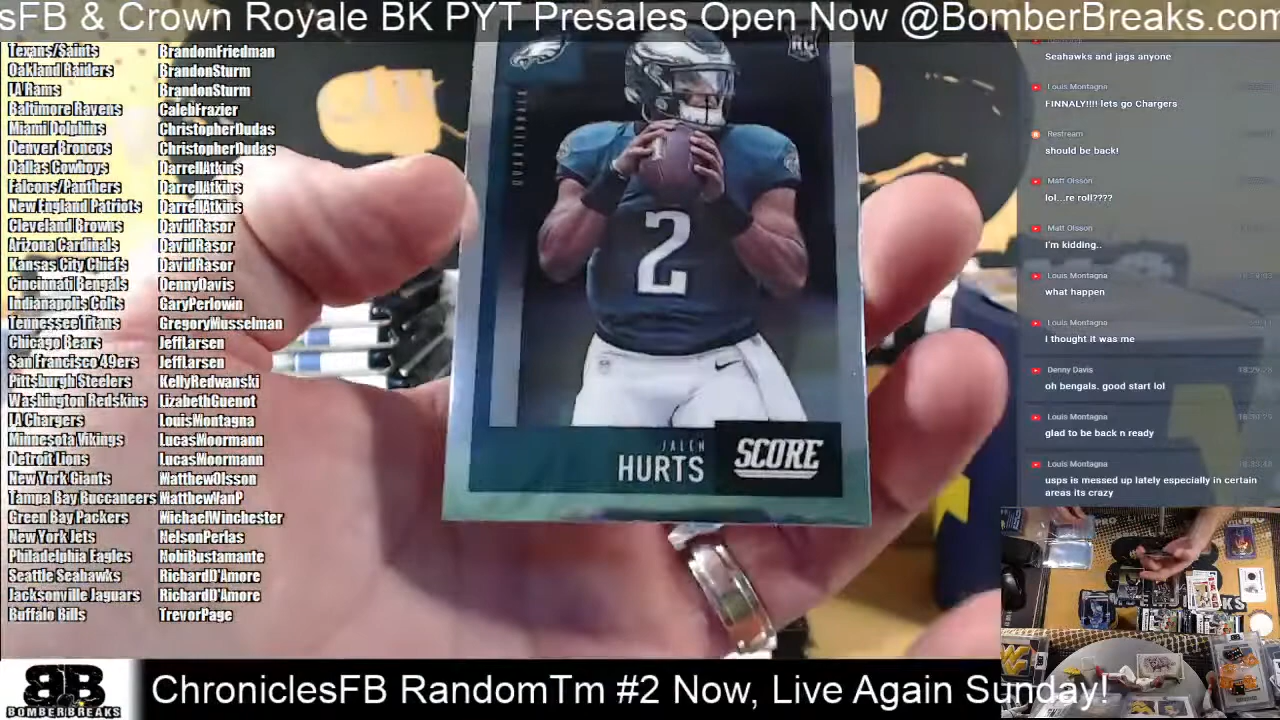 sFB & Crown Royale BK PYT Presales Open Now @BomberBreaks.com
Texans/Saints BrandonFriedman
Oakland Raiders BrandonSturm
LA Rams BrandonSturm
Baltimore Ravens CalebFrazier
Miami Dolphins ChristopherDudas
Denver Broncos ChristopherDudas
Dallas Cowboys DarrellAtkins
Falcons/Panthers DarrellAtkins
New England Patriots DarrellAtkins
Cleveland Browns DavidRasor
Arizona Cardinals DavidRasor
Kansas City Chiefs DavidRasor
Cincinnati Bengals DennyDavis
Indianapolis Colts GaryPerlowin
Tennessee Titans GregoryMusselman
Chicago Bears JeffLarsen
San Francisco 49ers JeffLarsen
Pittsburgh Steelers KellyRedwanski
Washington Redskins LizabethGuenot
LA Chargers LouisMontagna
Minnesota Vikings LucasMoormann
Detroit Lions LucasMoormann
New York Giants MatthewOlsson
Tampa Bay Buccaneers MatthewVanP
Green Bay Packers MichaelWinchester
New York Jets NelsonPerlas
Philadelphia Eagles NobiBustamante
Seattle Seahawks RichardD'Amore
Jacksonville Jaguars RichardD'Amore
Buffalo Bills TrevorPage
RC
QUARTERBACK
2
JALEN
HURTS
SCORE
Seahawks and jags anyone
Louis Montagna
FINNALY!!!! lets go Chargers
Restream
should be back!
Matt Olsson
lol...re roll????
Matt Olsson
I'm kidding..
Louis Montagna
what happen
Louis Montagna
i thought it was me
Denny Davis
oh bengals. good start lol
Louis Montagna
glad to be back n ready
Louis Montagna
usps is messed up lately especially in certain
areas its crazy
BB
BOMBERBREAKS
ChroniclesFB RandomTm #2 Now, Live Again Sunday!